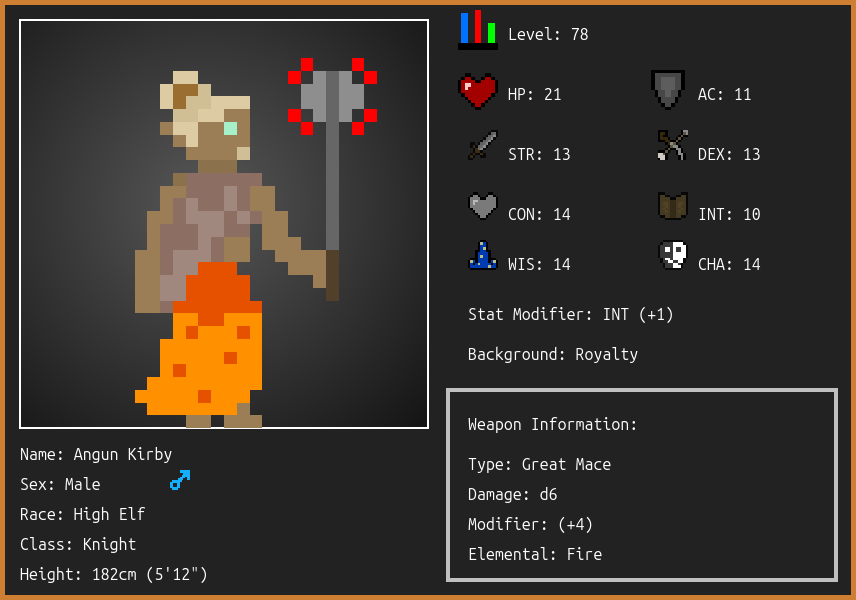 Level: 78
HP: 21
AC: 11
STR: 13
DEX: 13
CON: 14
INT: 10
WIS: 14
CHA: 14
Stat Modifier: INT (+1)
Background: Royalty
Weapon Information:
Type: Great Mace
Damage: d6
Modifier: (+4)
Elemental: Fire
Name: Angun Kirby
Sex: Male
Race: High Elf
Class: Knight
Height: 182cm (5'12")